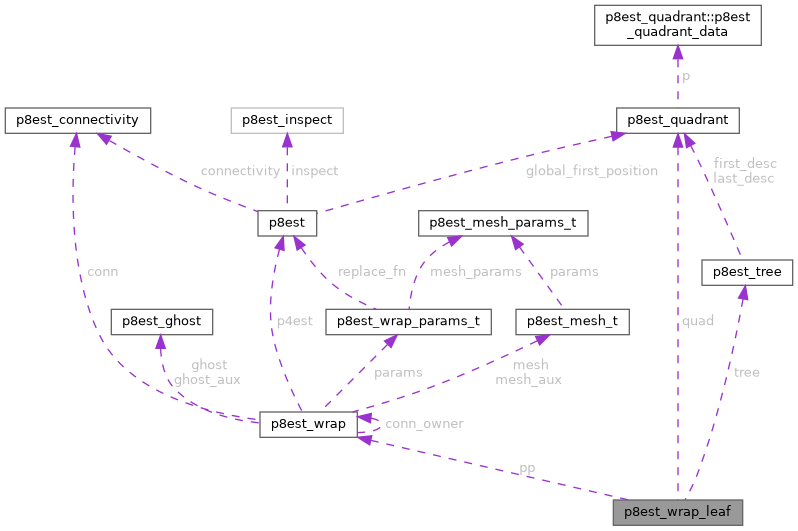 p8est_quadrant::p8est
_quadrant_data
p
p8est_connectivity
p8est_inspect
p8est_quadrant
connectivity
inspect
global_first_position
first_desc
last_desc
p8est
p8est_mesh_params_t
conn
replace_fn
mesh_params
params
p8est_tree
p8est_ghost
p4est
p8est_wrap_params_t
p8est_mesh_t
quad
ghost
ghost_aux
params
mesh
mesh_aux
tree
p8est_wrap
conn_owner
pp
p8est_wrap_leaf